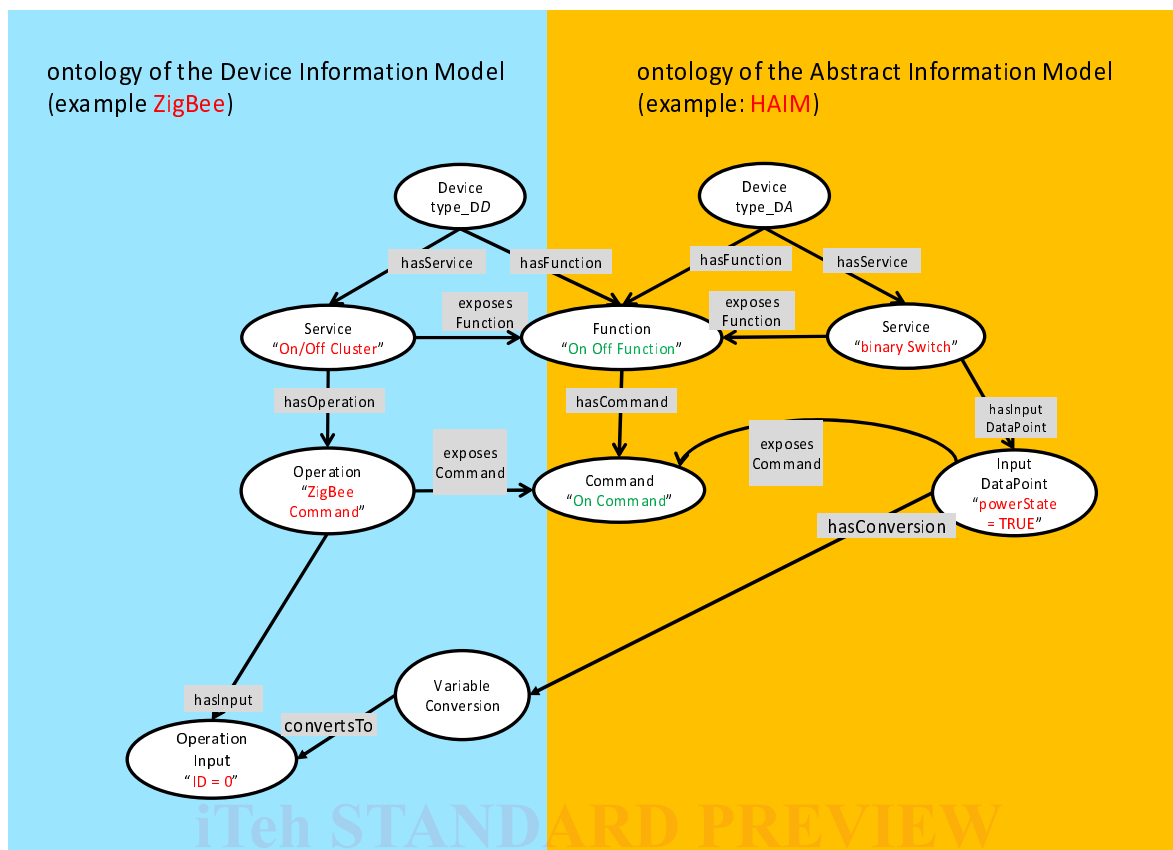 ontology of the Device Information Model
(example ZigBee)
ontology of the Abstract Information Model
(example: HAIM)
Device
type_DD
Device
type_DA
hasService
hasFunction
hasFunction
hasService
exposes
Function
exposes
Function
Service
“On/Off Cluster”
Function
“On Off Function”
Service
“binary Switch”
hasOperation
hasCommand
hasInput
DataPoint
exposes
Command
exposes
Command
Operation
“ZigBee
Command”
Command
“On Command”
Input
DataPoint
“powerState
= TRUE”
hasConversion
Variable
Conversion
hasInput
convertsTo
Operation
Input
“ID = 0”
iTeh STANDARD PREVIEW